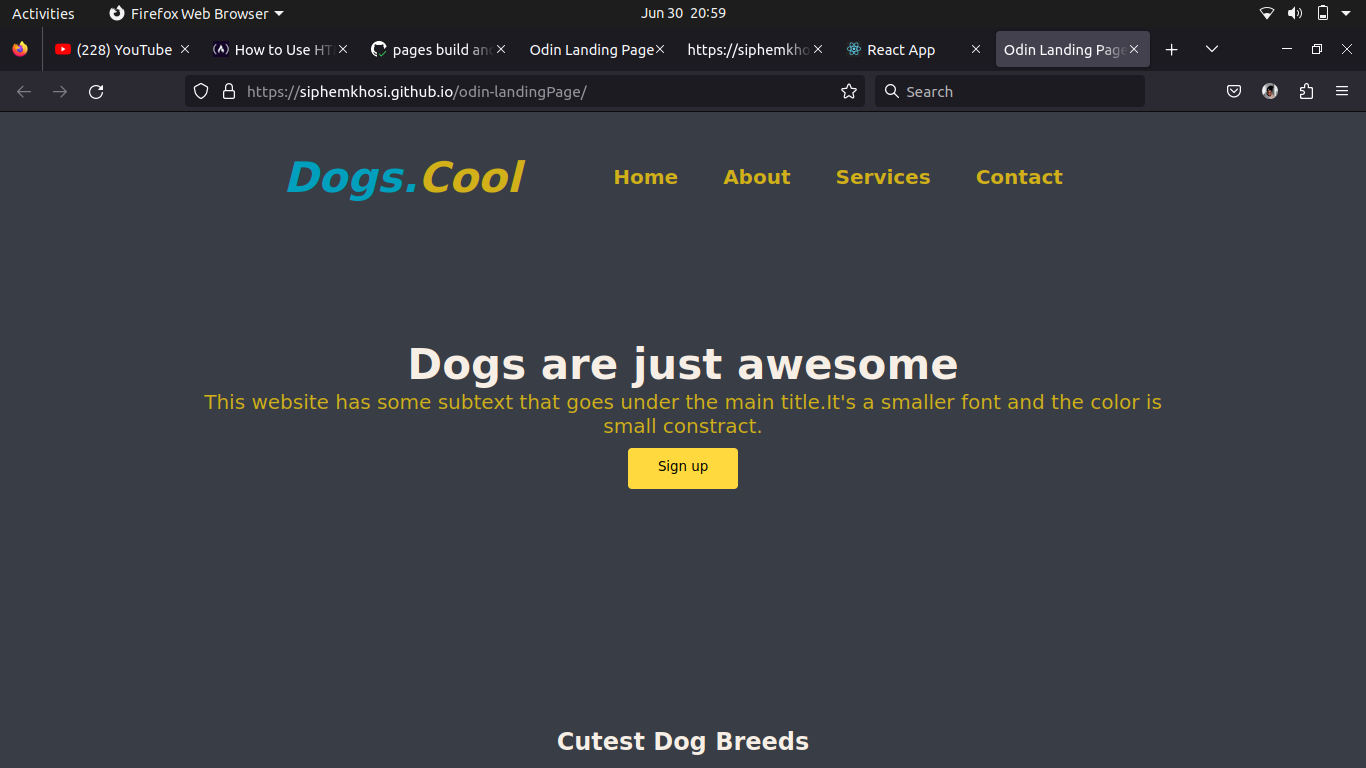 Activities
Firefox Web Browser
Jun 30 20:59
(228) YouTube
How to Use HT
pages build an
Odin Landing Page
https://siphemkho
React App
Odin Landing Page
https://siphemkhosi.github.io/odin-landingPage/
Search
Dogs.Cool
Home
About
Services
Contact
Dogs are just awesome
This website has some subtext that goes under the main title.It's a smaller font and the color is
small constract.
Sign up
Cutest Dog Breeds